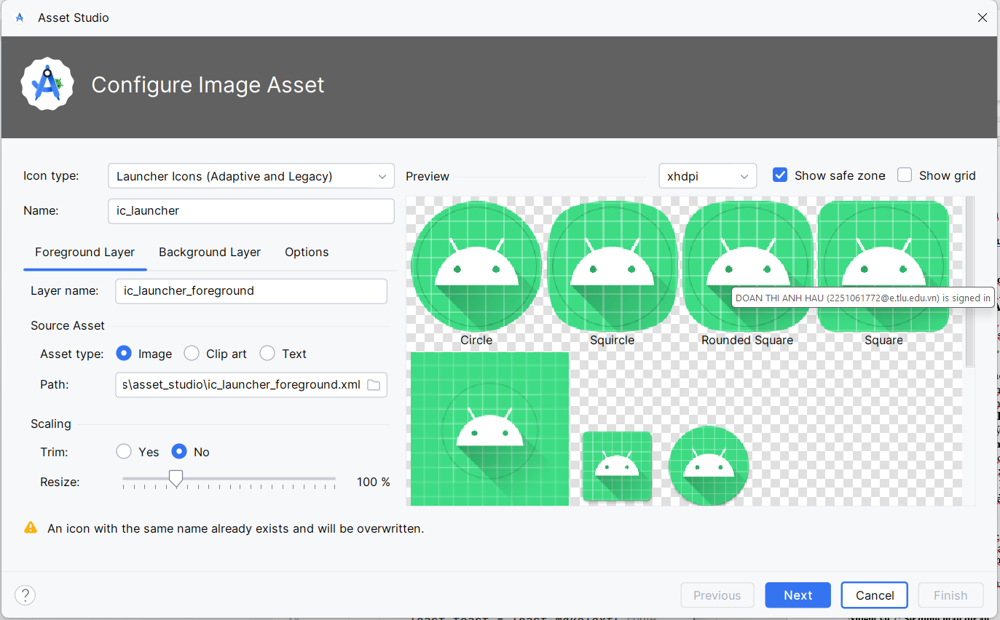 Asset Studio
Configure Image Asset
Icon type:
Launcher Icons (Adaptive and Legacy)
Name:
ic_launcher
Foreground Layer
Background Layer
Options
Layer name:
ic_launcher_foreground
Source Asset
Asset type:
Image
Clip art
Text
Path:
s\asset_studio\ic_launcher_foreground.xml
Scaling
Trim:
Yes
No
Resize:
100 %
Preview
xhdpi
Show safe zone
Show grid
DOAN THI ANH HAU (2251061772@e.tlu.edu.vn) is signed in
Circle
Squircle
Rounded Square
Square
An icon with the same name already exists and will be overwritten.
?
Previous
Next
Cancel
Finish